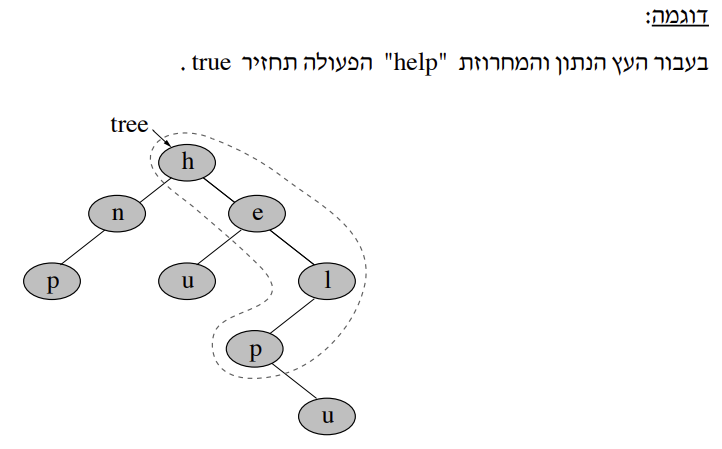 דוגמה:
בעבור העץ הנתון והמחרוזת "help" הפעולה תחזיר true .
tree
h
n
e
p
u
l
p
u